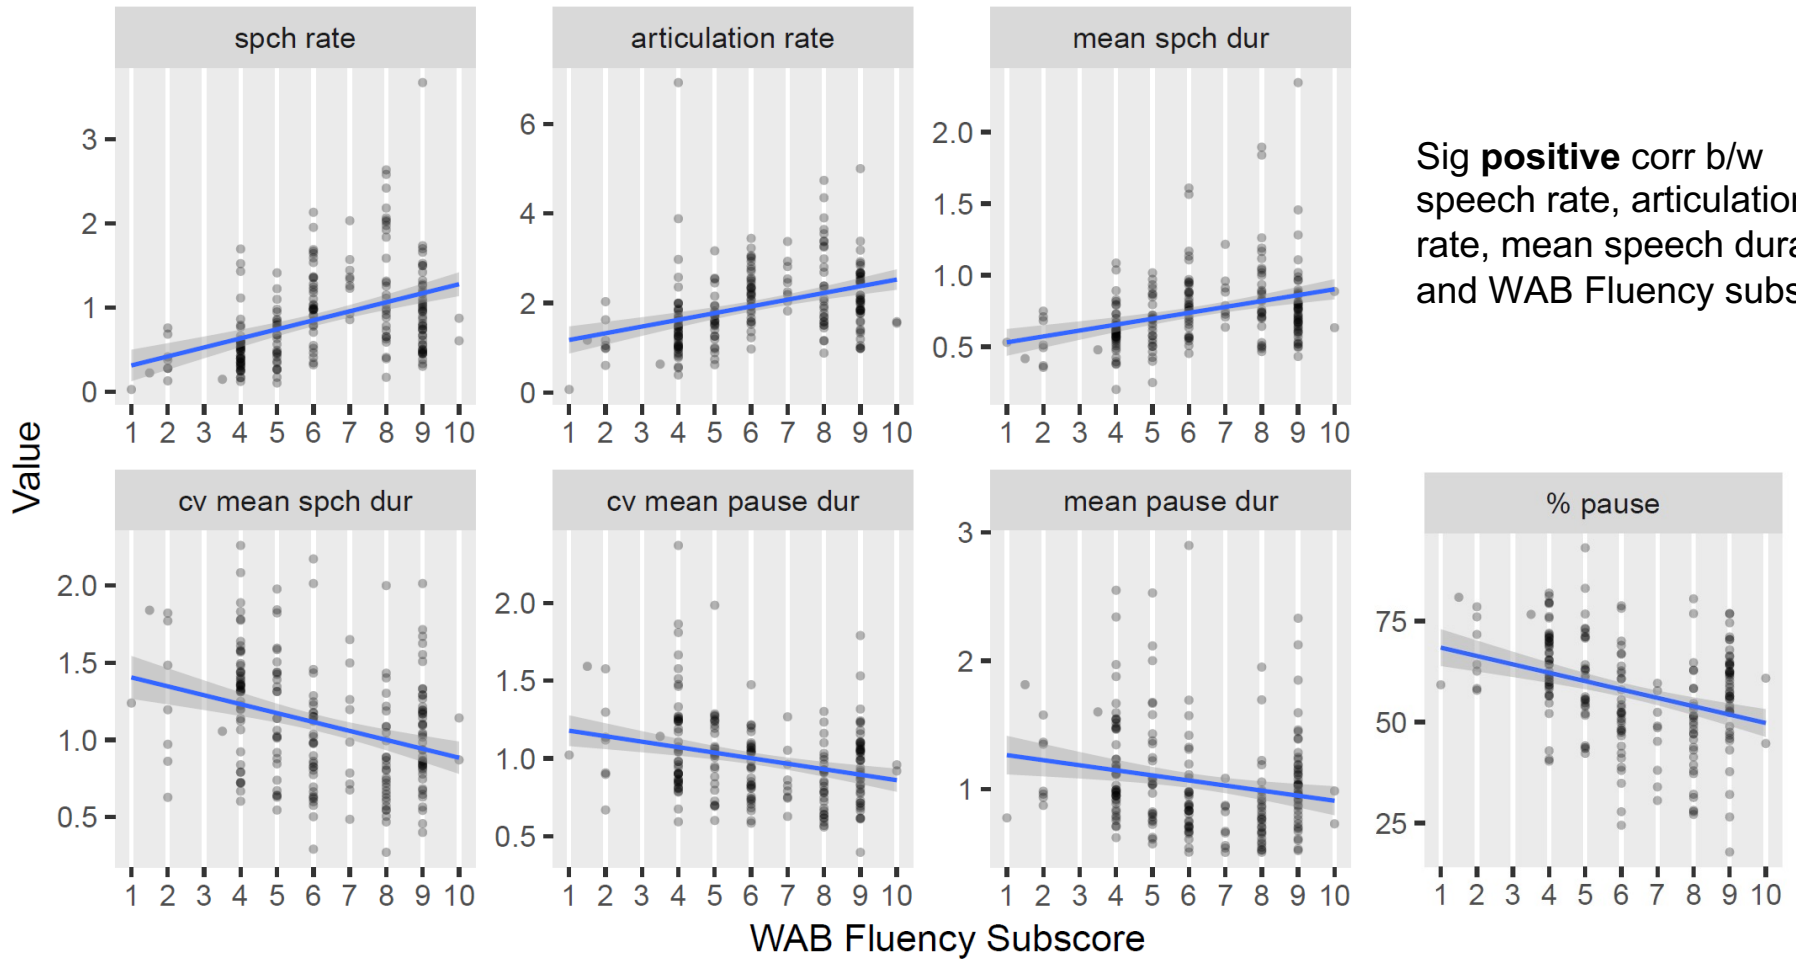 spch rate
articulation rate
mean spch dur
3
2
1
0
6
4
2
0
2.0
1.5
1.0
0.5
1 2 3 4 5 6 7 8 9 10
1 2 3 4 5 6 7 8 9 10
1 2 3 4 5 6 7 8 9 10
Sig positive corr b/w
speech rate, articulation
rate, mean speech dura
and WAB Fluency subs
Value
cv mean spch dur
cv mean pause dur
mean pause dur
% pause
2.0
1.5
1.0
0.5
2.0
1.5
1.0
0.5
3
2
1
75
50
25
1 2 3 4 5 6 7 8 9 10
1 2 3 4 5 6 7 8 9 10
1 2 3 4 5 6 7 8 9 10
1 2 3 4 5 6 7 8 9 10
WAB Fluency Subscore